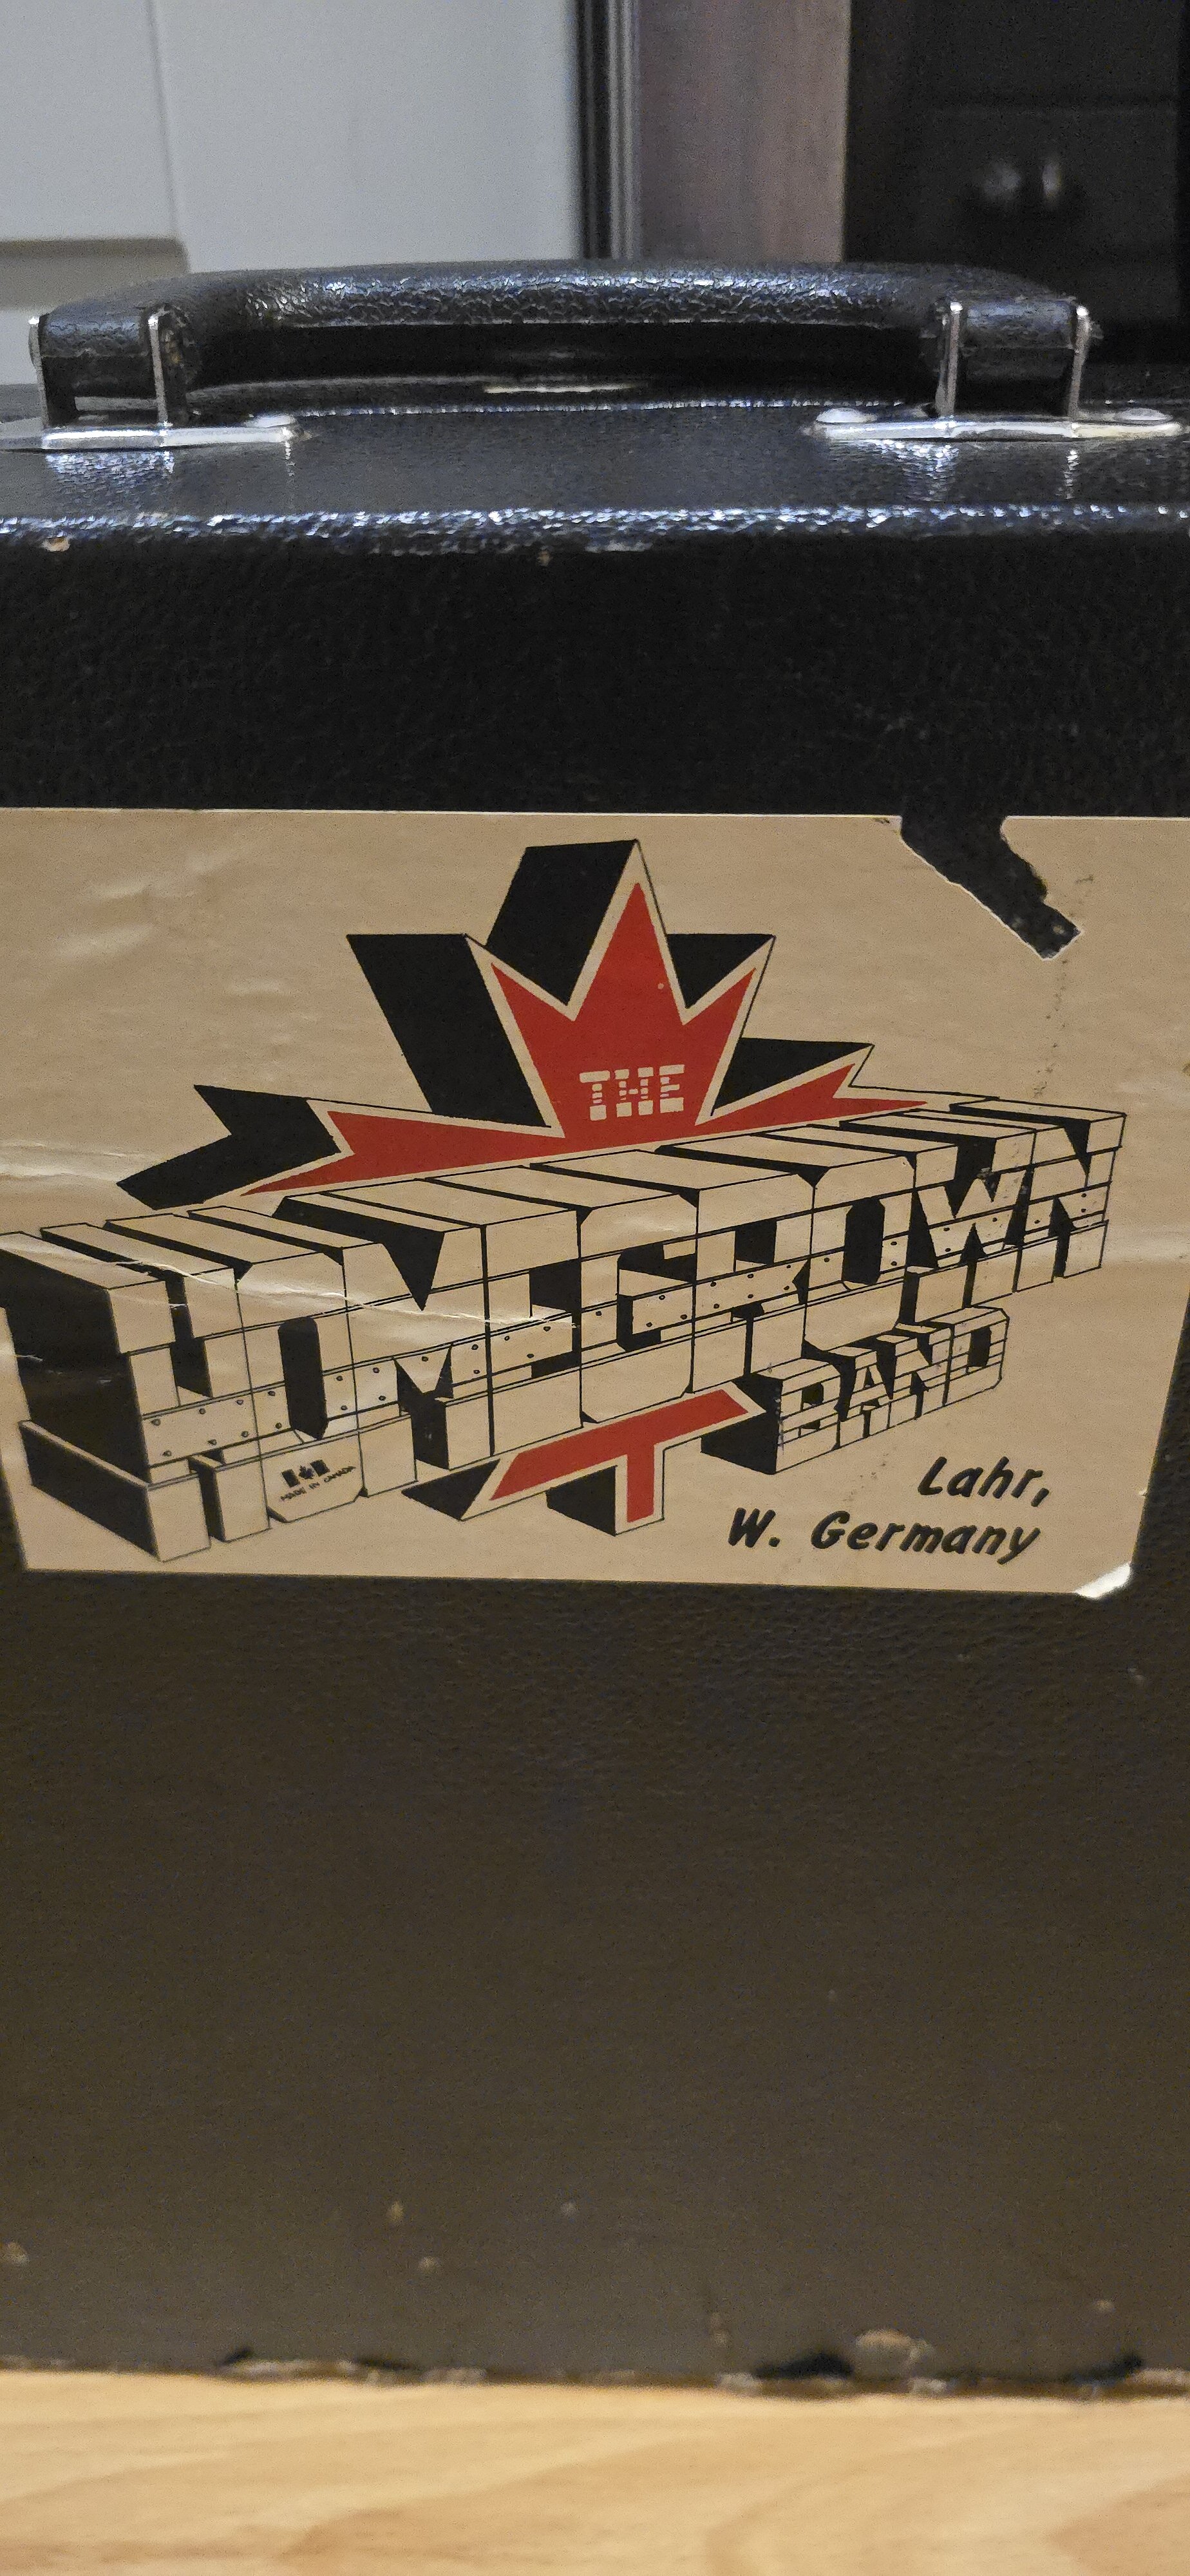 THE
HOMEGROWN
BAND
MADE IN CANADA
Lahr,
W. Germany